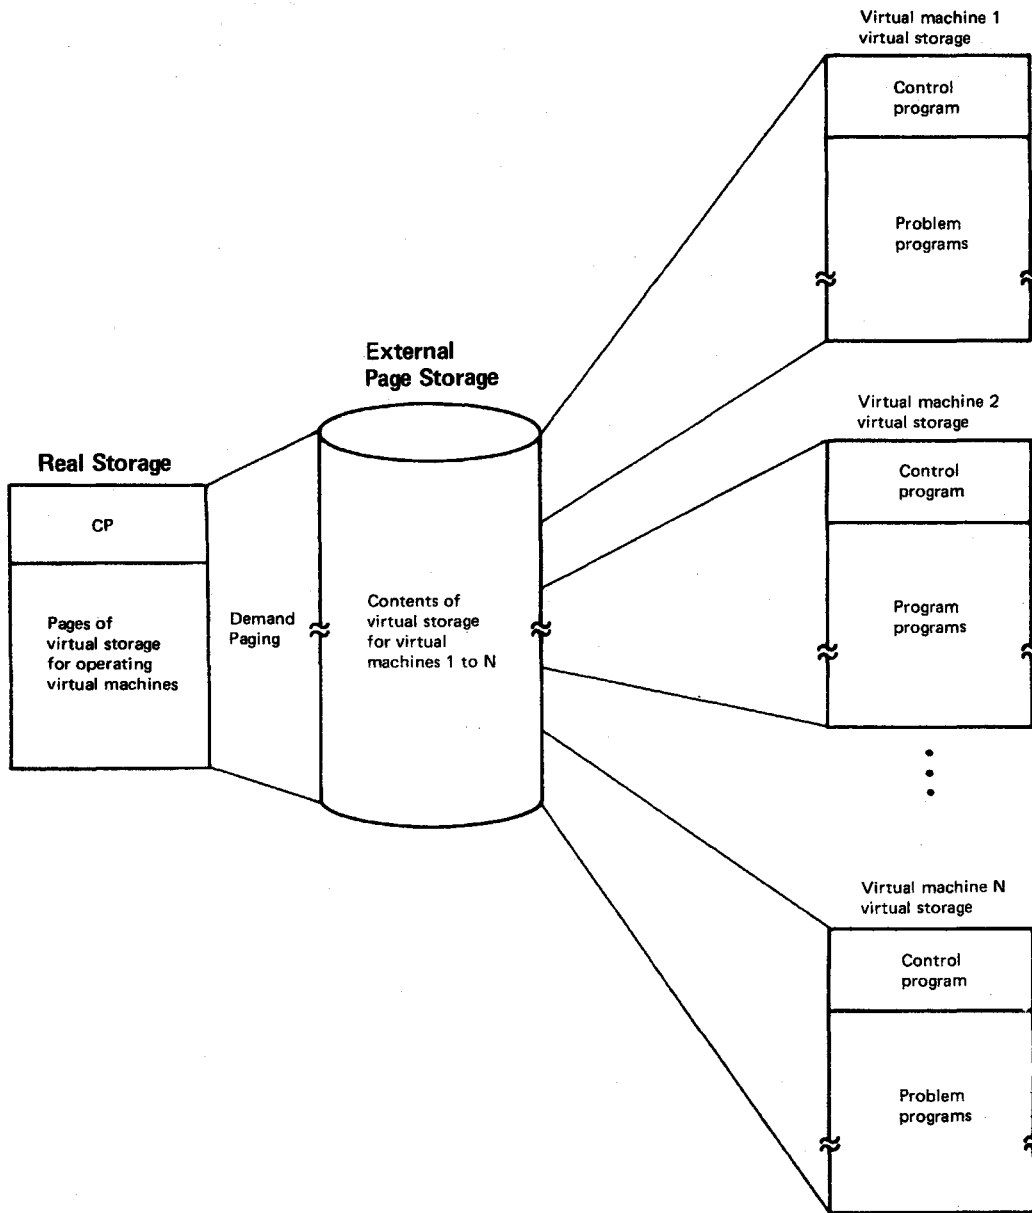 Virtual machine 1
virtual storage
Control
program
Problem
programs
External
Page Storage
Virtual machine 2
virtual storage
Real Storage
Control
program
CP
Contents of
virtual storage
for virtual
machines 1 to N
Demand
Paging
Pages of
virtual storage
for operating
virtual machines
Program
programs
Virtual machine N
virtual storage
Control
program
Problem
programs